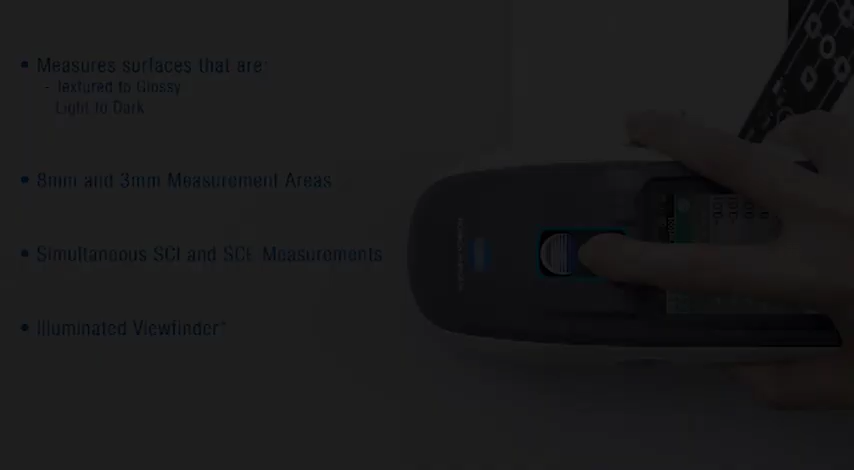 • Measures surfaces that are:
- Textured to Glossy
Light to Dark
• 8mm and 3mm Measurement Areas
• Simultaneous SCI and SCE Measurements
• Illuminated Viewfinder*